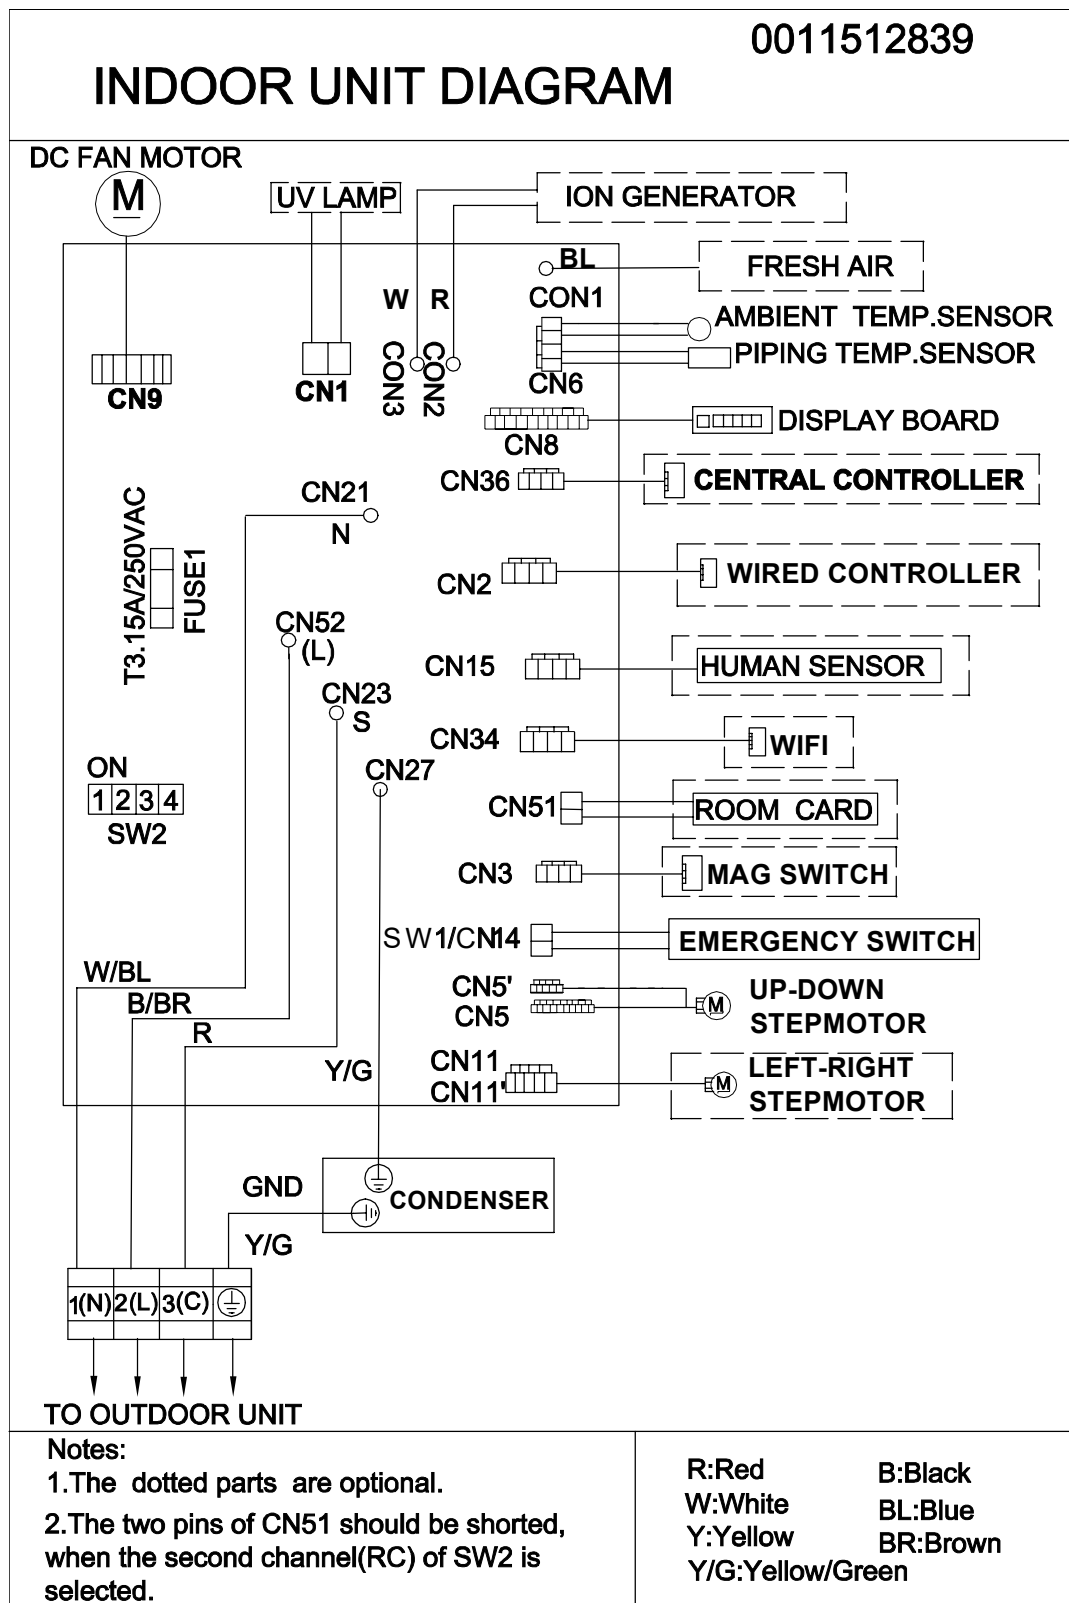 0011512839
INDOOR UNIT DIAGRAM
DC FAN MOTOR
M
UV LAMP
ION GENERATOR
BL
FRESH AIR
W R
CON1
AMBIENT TEMP.SENSOR
PIPING TEMP.SENSOR
CN9
CN1
CON3
CON2
CN6
DISPLAY BOARD
CN8
CN36
CENTRAL CONTROLLER
CN21
N
T3.15A/250VAC
FUSE1
CN2
WIRED CONTROLLER
CN52
(L)
CN15
HUMAN SENSOR
CN23
S
CN34
WIFI
CN27
ON
1 2 3 4
SW2
CN51
ROOM CARD
CN3
MAG SWITCH
SW1/CN14
EMERGENCY SWITCH
W/BL
B/BR
R
CN5'
CN5
M
UP-DOWN
STEPMOTOR
Y/G
CN11
CN11'
M
LEFT-RIGHT
STEPMOTOR
GND
CONDENSER
Y/G
1(N) 2(L) 3(C)
TO OUTDOOR UNIT
Notes:
1.The dotted parts are optional.
2.The two pins of CN51 should be shorted,
when the second channel(RC) of SW2 is
selected.
R:Red B:Black
W:White BL:Blue
Y:Yellow BR:Brown
Y/G:Yellow/Green